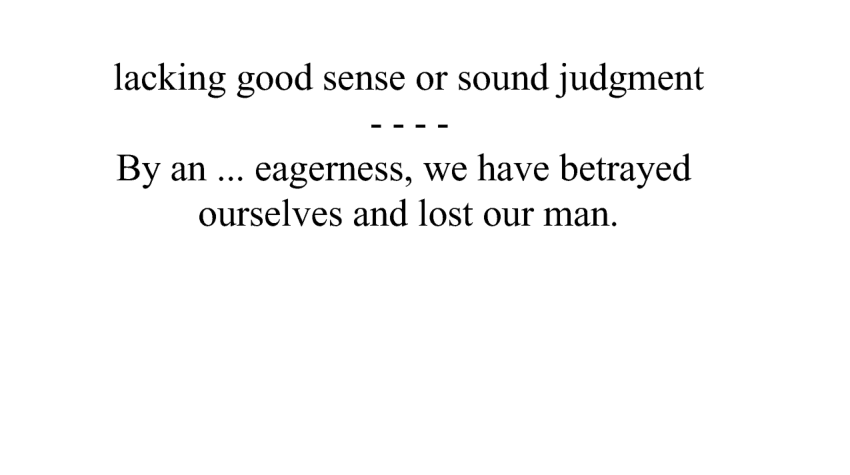 lacking good sense or sound judgment
- - - -
By an ... eagerness, we have betrayed
ourselves and lost our man.